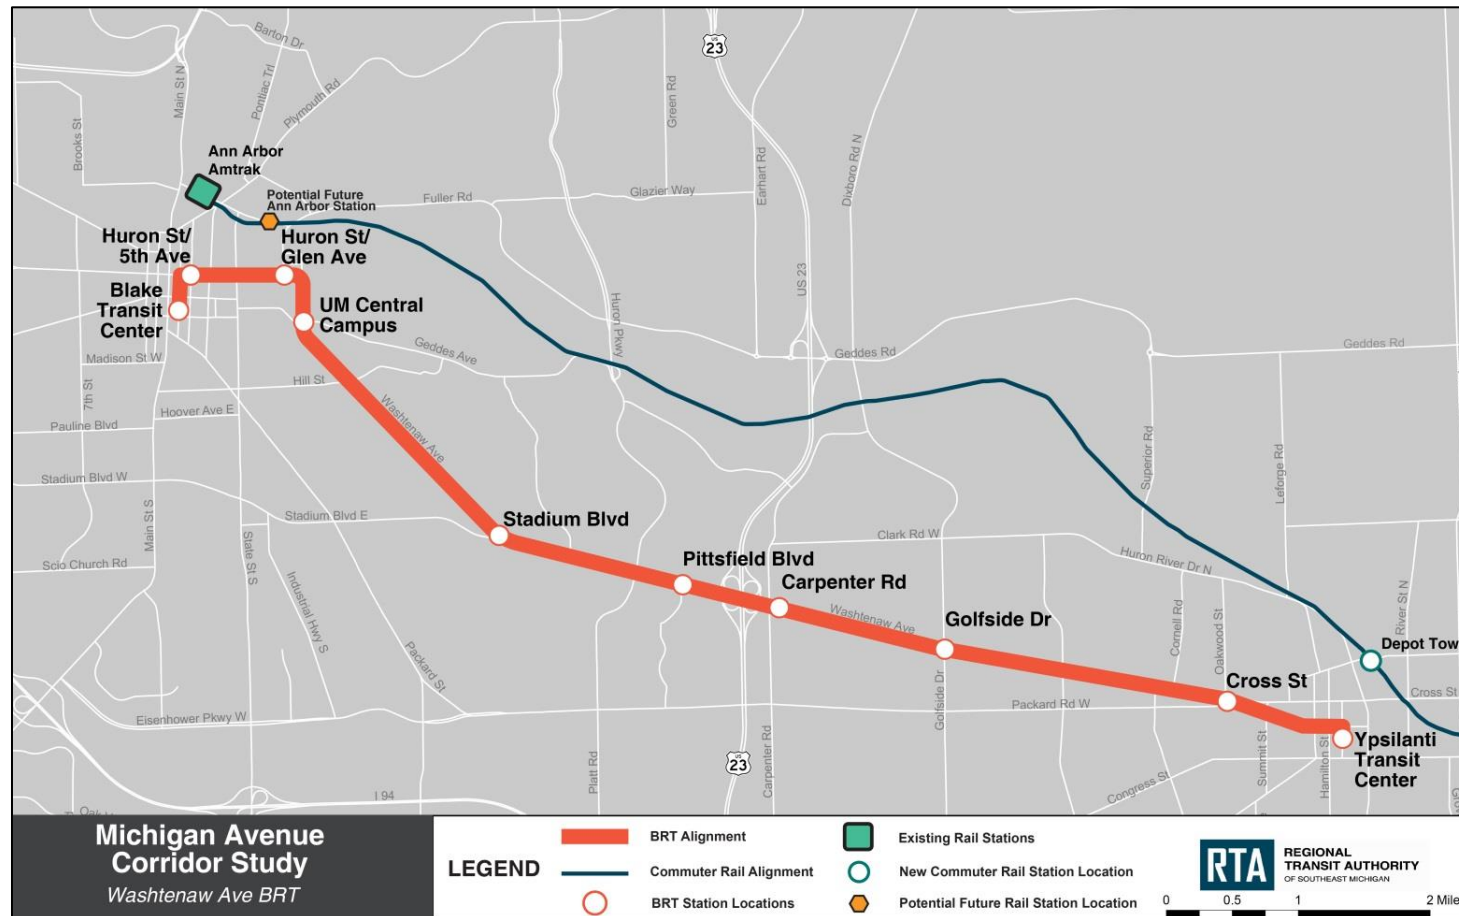 US
23
Barton Dr
Main St N
Pontiac Trl
Plymouth Rd
Green Rd
Brooks St
Earhart Rd
Dixboro Rd N
Ann Arbor
Amtrak
Potential Future
Ann Arbor Station
Fuller Rd
Glazier Way
Huron St/
5th Ave
Huron St/
Glen Ave
Blake
Transit
Center
UM Central
Campus
US 23
Huron Pkwy
Madison St W
Geddes Ave
Geddes Rd
Geddes Rd
7th St
Hill St
Hoover Ave E
Washtenaw Ave
Pauline Blvd
Superior Rd
Leforge Rd
Stadium Blvd W
Main St S
Stadium Blvd E
Stadium Blvd
Clark Rd W
Scio Church Rd
State St S
Industrial Hwy S
Pittsfield Blvd
Carpenter Rd
Huron River Dr N
Washtenaw Ave
Golfside Dr
Cornell Rd
Oakwood St
River St N
Depot Tow
Packard St
Golfside Dr
Cross St
Cross St
Packard Rd W
Eisenhower Pkwy W
Platt Rd
US
23
Carpenter Rd
Summit St
Hamilton St
Ypsilanti
Transit
Center
Congress St
I 94
Michigan Avenue
Corridor Study
Washtenaw Ave BRT
LEGEND
BRT Alignment
Commuter Rail Alignment
BRT Station Locations
Existing Rail Stations
New Commuter Rail Station Location
Potential Future Rail Station Location
RTA
REGIONAL
TRANSIT AUTHORITY
OF SOUTHEAST MICHIGAN
0 0.5 1 2 Mile